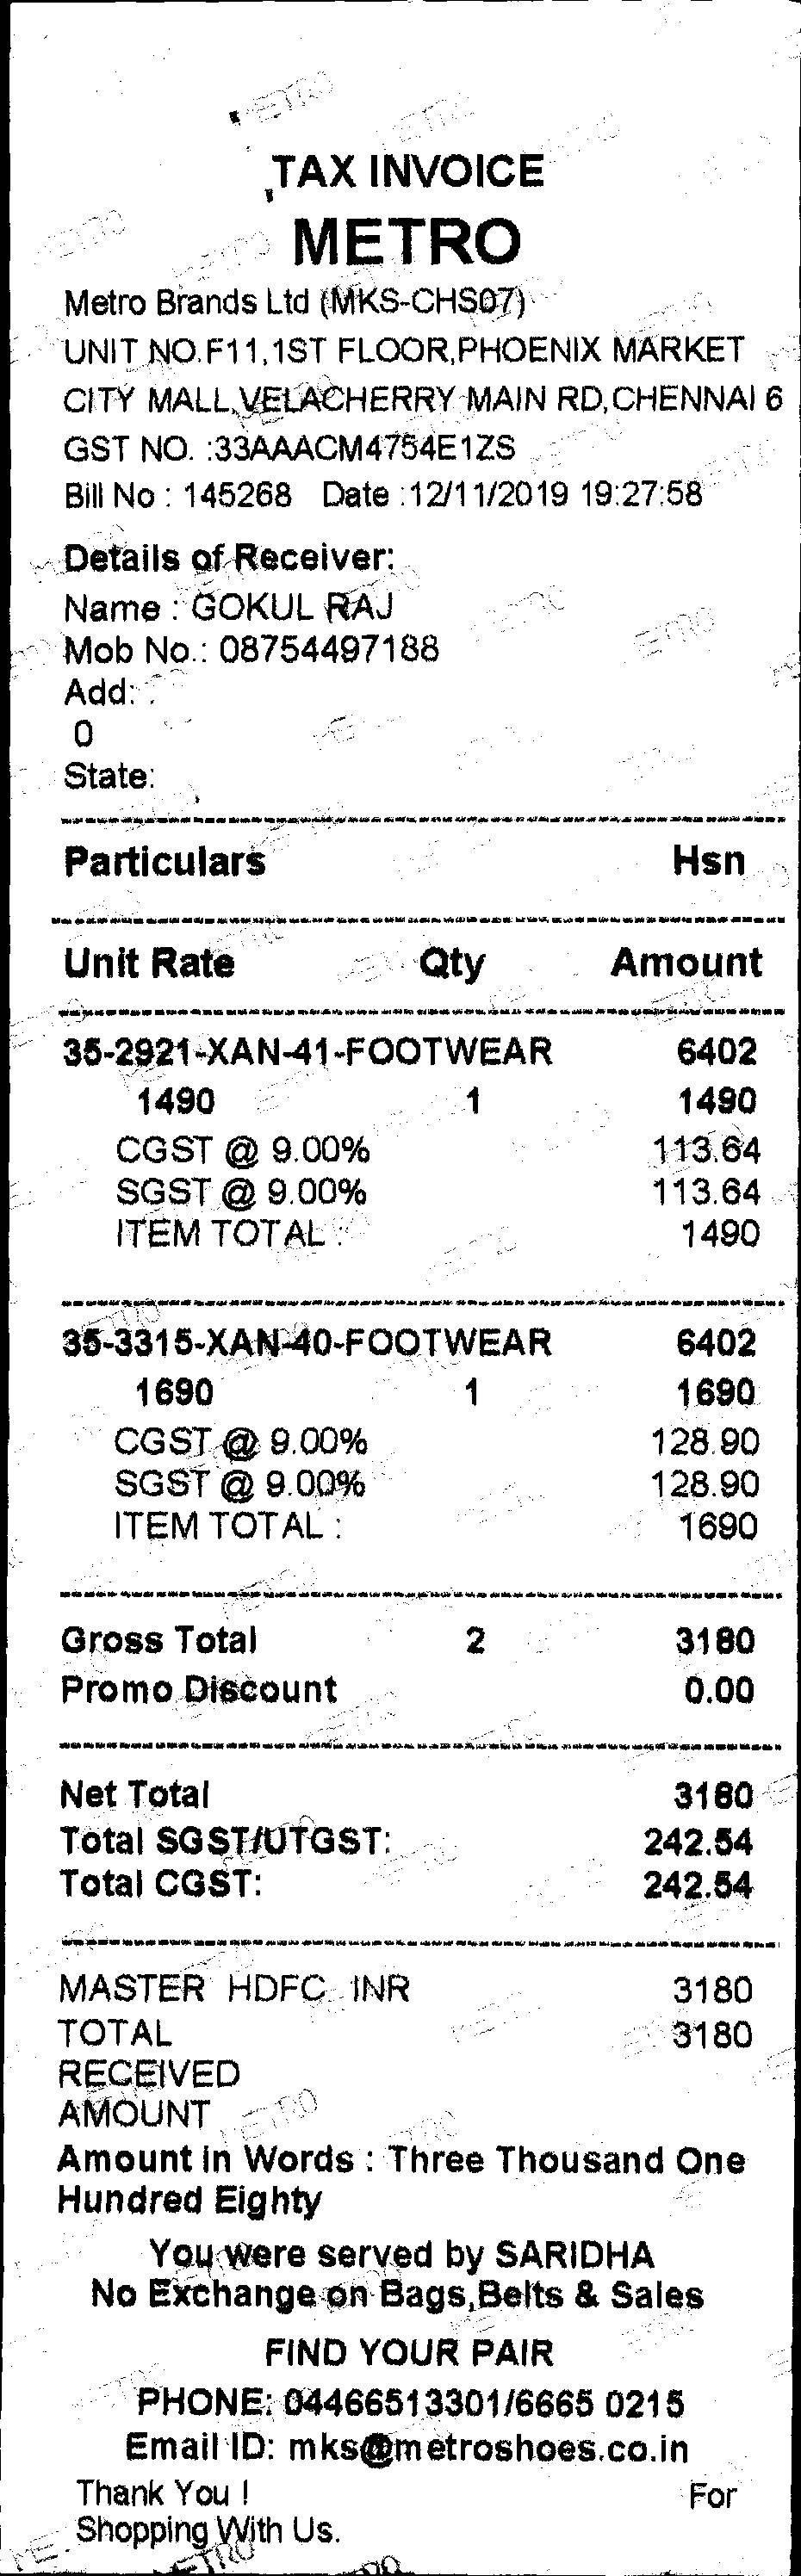 TAX INVOICE
METRO
Metro Brands Ltd (MKS-CHS07)
UNIT NO.F11,1ST FLOOR,PHOENIX MARKET
CITY MALL,VELACHERRY MAIN RD,CHENNAI 6
GST NO. :33AAACM4754E1ZS
Bill No : 145268 Date :12/11/2019 19:27:58
Details of Receiver:
Name : GOKUL RAJ
Mob No.: 08754497188
Add: :
0
State:
Particulars Hsn
Unit Rate Qty Amount
35-2921-XAN-41-FOOTWEAR 6402
1490 1 1490
CGST @ 9.00% 113.64
SGST @ 9.00% 113.64
ITEM TOTAL : 1490
35-3315-XAN-40-FOOTWEAR 6402
1690 1 1690
CGST @ 9.00% 128.90
SGST @ 9.00% 128.90
ITEM TOTAL : 1690
Gross Total 2 3180
Promo Discount 0.00
Net Total 3180
Total SGST/UTGST: 242.54
Total CGST: 242.54
MASTER HDFC INR 3180
TOTAL 3180
RECEIVED
AMOUNT
Amount in Words : Three Thousand One
Hundred Eighty
You were served by SARIDHA
No Exchange on Bags,Belts & Sales
FIND YOUR PAIR
PHONE: 04466513301/6665 0215
Email ID: mks@metroshoes.co.in
Thank You ! For
Shopping With Us.